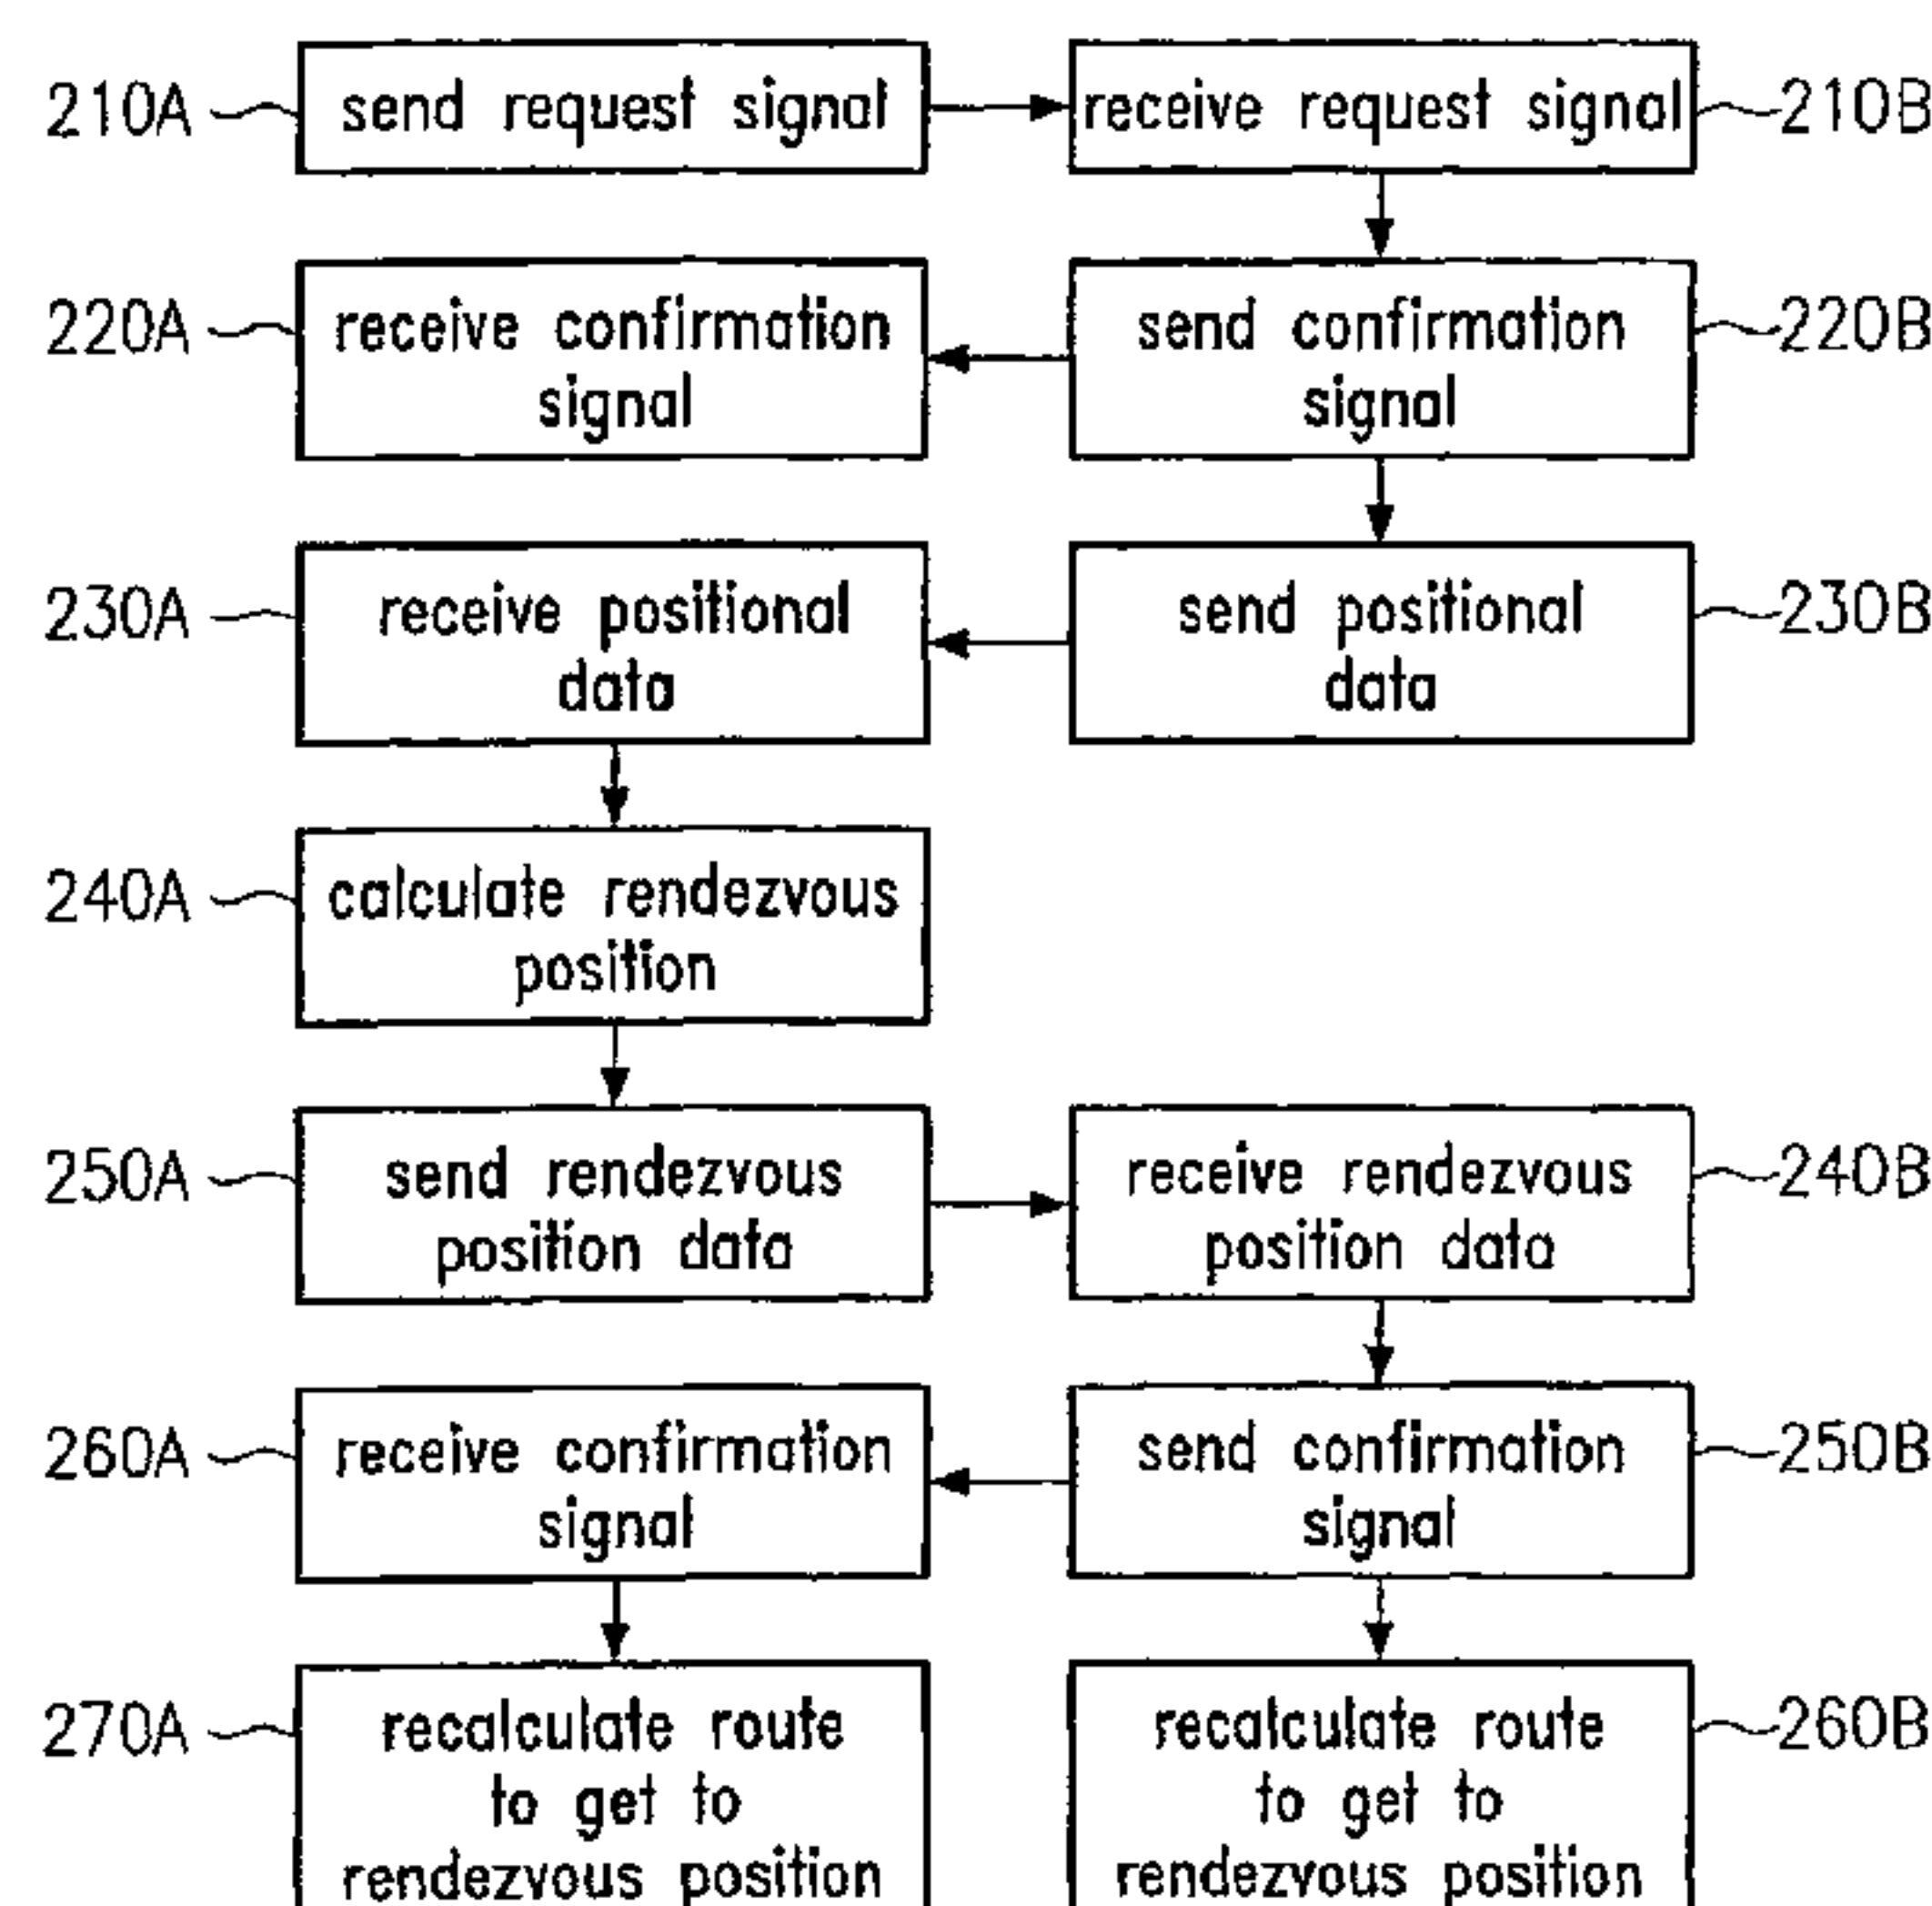 210A
send request signal
receive request signal
210B
220A
receive confirmation
signal
send confirmation
signal
220B
230A
receive positional
data
send positional
data
230B
240A
calculate rendezvous
position
250A
send rendezvous
position data
receive rendezvous
position data
240B
260A
receive confirmation
signal
send confirmation
signal
250B
270A
recalculate route
to get to
rendezvous position
recalculate route
to get to
rendezvous position
260B